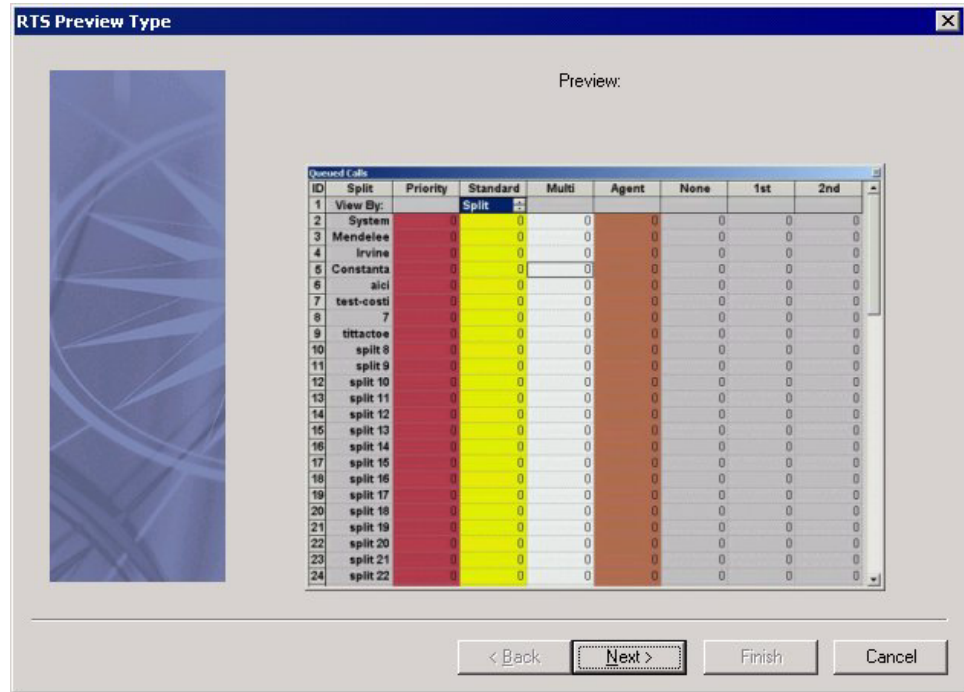 RTS Preview Type
Preview:
Queued Calls
ID Split Priority Standard Multi Agent None 1st 2nd
1 View By: Split
2 System 0 0 0 0 0 0 0
3 Mendelee 0 0 0 0 0 0 0
4 Irvine 0 0 0 0 0 0 0
5 Constanta 0 0 0 0 0 0 0
6 aici 0 0 0 0 0 0 0
7 test-costi 0 0 0 0 0 0 0
8 7 0 0 0 0 0 0 0
9 tittactoe 0 0 0 0 0 0 0
10 spilt 8 0 0 0 0 0 0 0
11 split 9 0 0 0 0 0 0 0
12 split 10 0 0 0 0 0 0 0
13 split 11 0 0 0 0 0 0 0
14 split 12 0 0 0 0 0 0 0
15 split 13 0 0 0 0 0 0 0
16 split 14 0 0 0 0 0 0 0
17 split 15 0 0 0 0 0 0 0
18 split 16 0 0 0 0 0 0 0
19 split 17 0 0 0 0 0 0 0
20 split 18 0 0 0 0 0 0 0
21 split 19 0 0 0 0 0 0 0
22 split 20 0 0 0 0 0 0 0
23 split 21 0 0 0 0 0 0 0
24 split 22 0 0 0 0 0 0 0
< Back Next > Finish Cancel